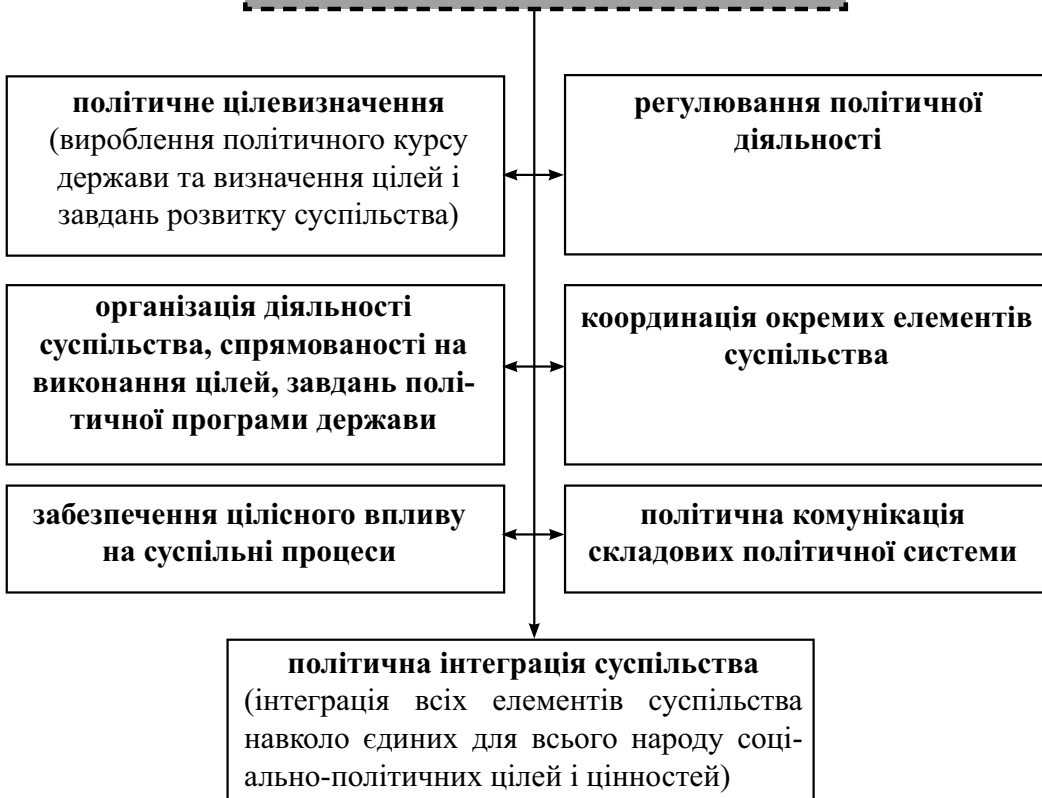 політичне цілевизначення
(вироблення політичного курсу
держави та визначення цілей і
завдань розвитку суспільства)
регулювання політичної
діяльності
організація діяльності
суспільства, спрямованості на
виконання цілей, завдань полі-
тичної програми держави
координація окремих елементів
суспільства
забезпечення цілісного впливу
на суспільні процеси
політична комунікація
складових політичної системи
політична інтеграція суспільства
(інтеграція всіх елементів суспільства
навколо єдиних для всього народу соці-
ально-політичних цілей і цінностей)